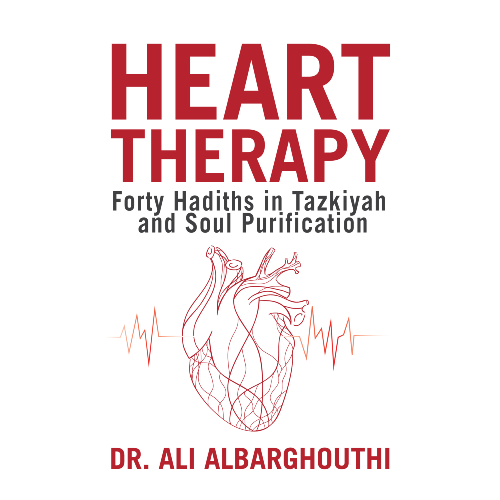 HEART
THERAPY
Forty Hadiths in Tazkiyah
and Soul Purification
DR. ALI ALBARGHOUTHI